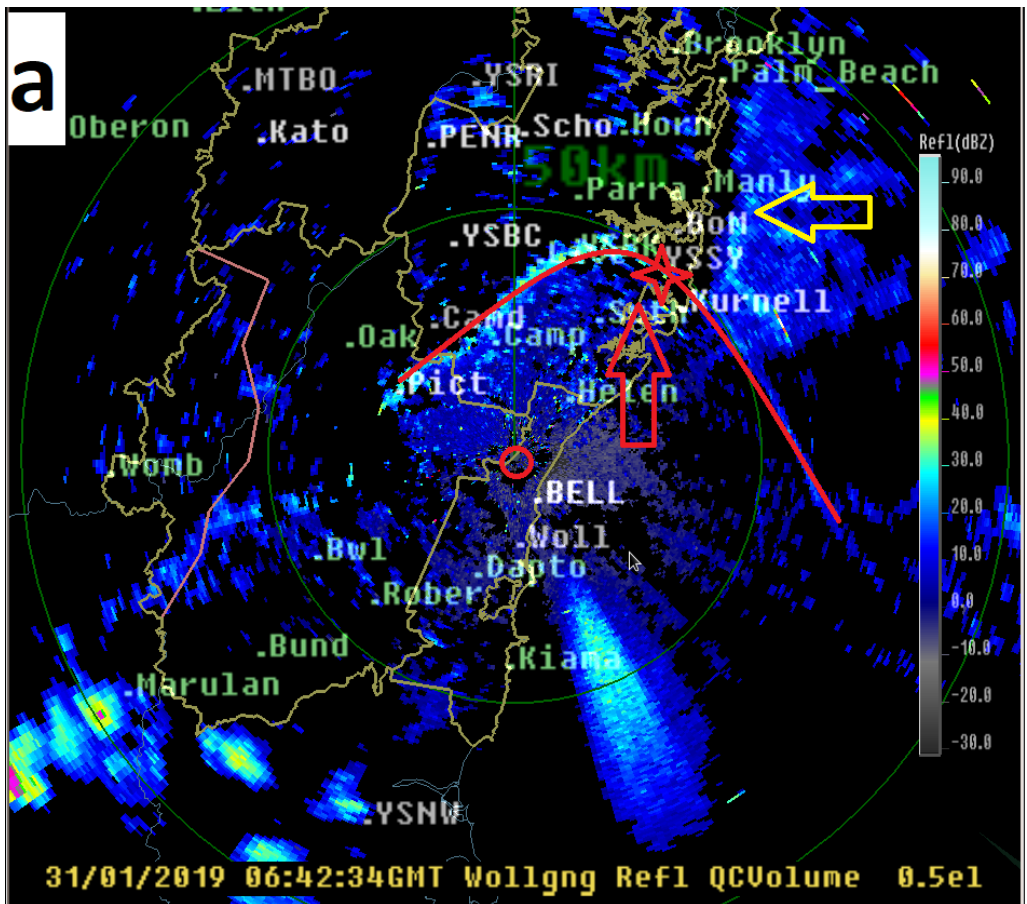 a
.MTBO
.YSRI
.Brooklyn
.Palm_Beach
Oberon
.Kato
.PENR
.Scho
.Horn
Refl(dBZ)
50km
.Parra
.Manly
90.0
.YSBC
.BoM
80.0
YSSY
70.0
.Kurnell
.Camd
.Camp
60.0
.Oak
50.0
.Pict
.Helen
40.0
.Womb
30.0
.BELL
20.0
.Woll
.Bwl
.Dapto
10.0
.Rober
0.0
.Bund
.Kiama
-10.0
.Marulan
-20.0
-30.0
.YSNW
31/01/2019 06:42:34GMT Wollgng Refl QCVolume 0.5el